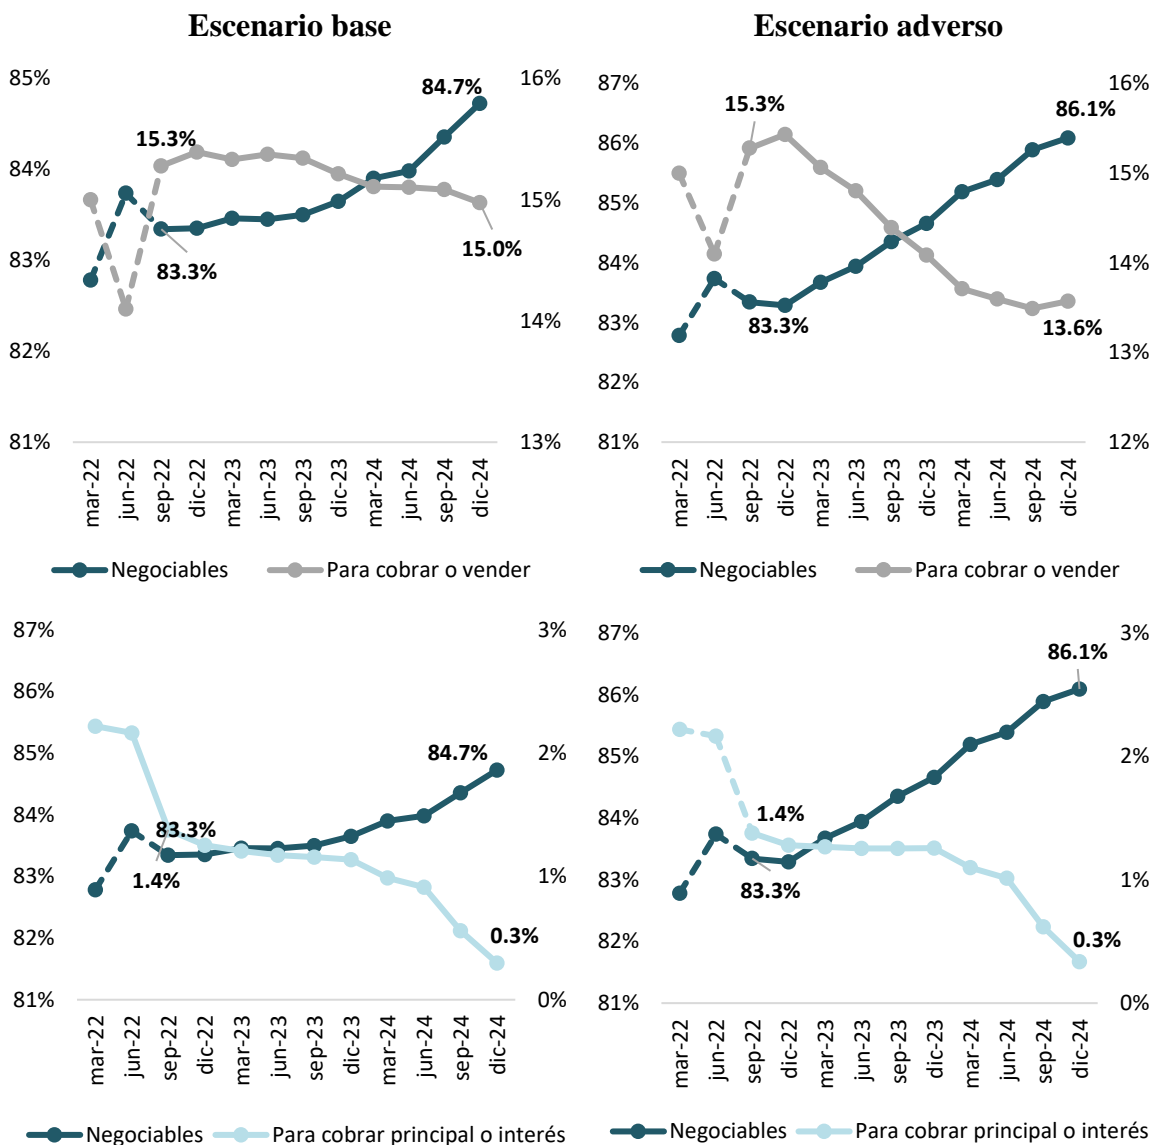 Escenario base
Escenario adverso
85%
84%
83%
82%
81%
16%
15%
14%
13%
84.7%
15.3%
83.3%
15.0%
mar-22
jun-22
sep-22
dic-22
mar-23
jun-23
sep-23
dic-23
mar-24
jun-24
sep-24
dic-24
Negociables
Para cobrar o vender
87%
86%
85%
84%
83%
82%
81%
16%
15%
14%
13%
12%
15.3%
86.1%
83.3%
13.6%
mar-22
jun-22
sep-22
dic-22
mar-23
jun-23
sep-23
dic-23
mar-24
jun-24
sep-24
dic-24
Negociables
Para cobrar o vender
87%
86%
85%
84%
83%
82%
81%
3%
2%
1%
0%
84.7%
83.3%
1.4%
0.3%
mar-22
jun-22
sep-22
dic-22
mar-23
jun-23
sep-23
dic-23
mar-24
jun-24
sep-24
dic-24
Negociables
Para cobrar principal o interés
87%
86%
85%
84%
83%
82%
81%
3%
2%
1%
0%
86.1%
1.4%
83.3%
0.3%
mar-22
jun-22
sep-22
dic-22
mar-23
jun-23
sep-23
dic-23
mar-24
jun-24
sep-24
dic-24
Negociables
Para cobrar principal o interés